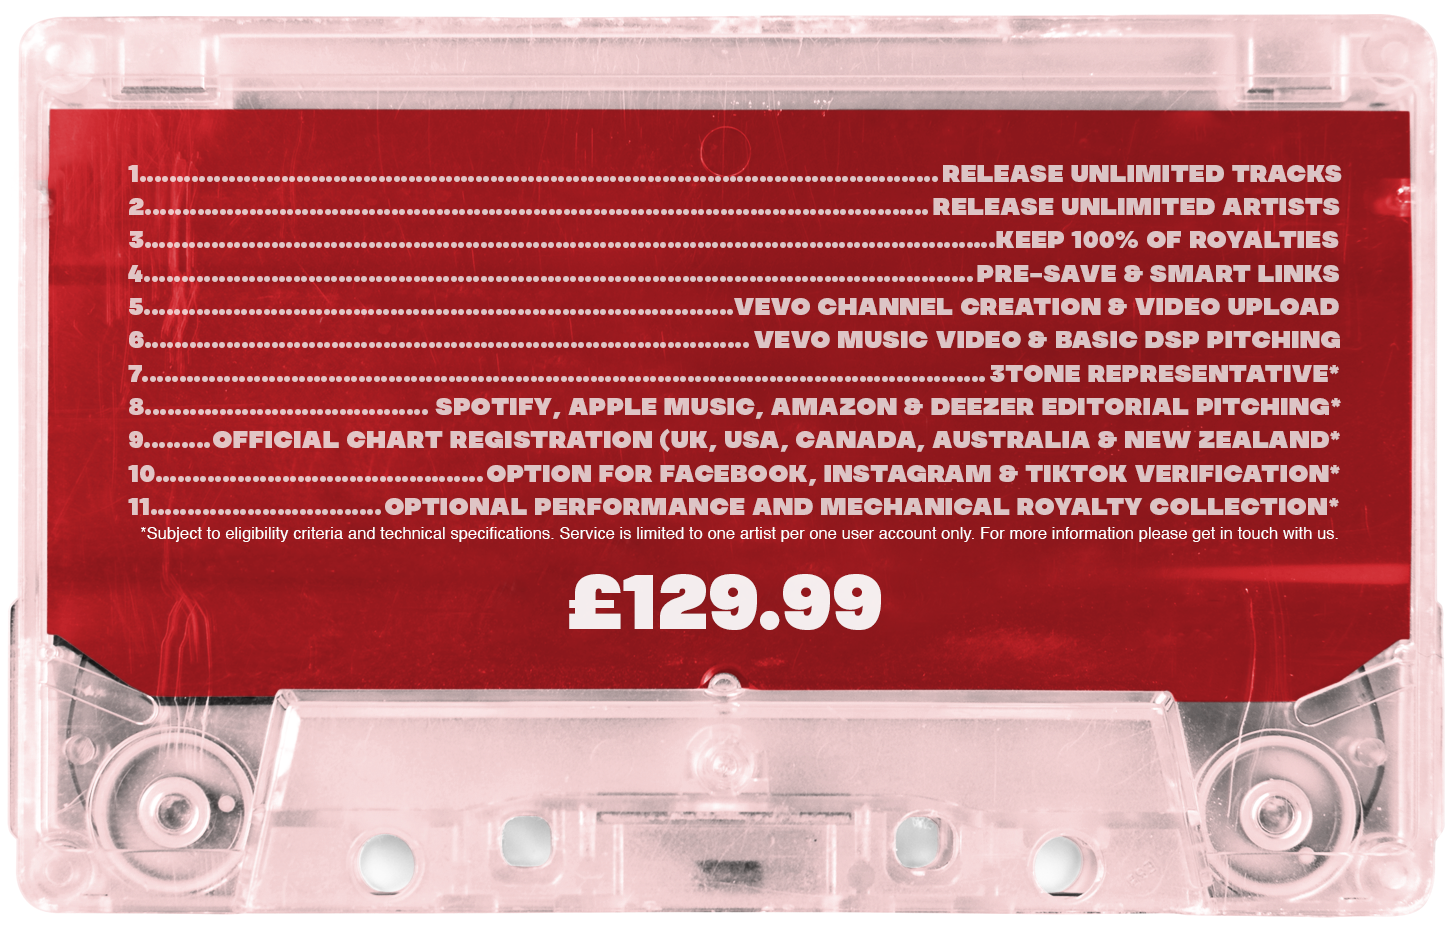 1..........RELEASE UNLIMITED TRACKS
2..........RELEASE UNLIMITED ARTISTS
3..........KEEP 100% OF ROYALTIES
4..........PRE-SAVE & SMART LINKS
5..........VEVO CHANNEL CREATION & VIDEO UPLOAD
6..........VEVO MUSIC VIDEO & BASIC DSP PITCHING
7..........3TONE REPRESENTATIVE*
8..........SPOTIFY, APPLE MUSIC, AMAZON & DEEZER EDITORIAL PITCHING*
9.........OFFICIAL CHART REGISTRATION (UK, USA, CANADA, AUSTRALIA & NEW ZEALAND*
10..........OPTION FOR FACEBOOK, INSTAGRAM & TIKTOK VERIFICATION*
11..........OPTIONAL PERFORMANCE AND MECHANICAL ROYALTY COLLECTION*
*Subject to eligibility criteria and technical specifications. Service is limited to one artist per one user account only. For more information please get in touch with us.
£129.99